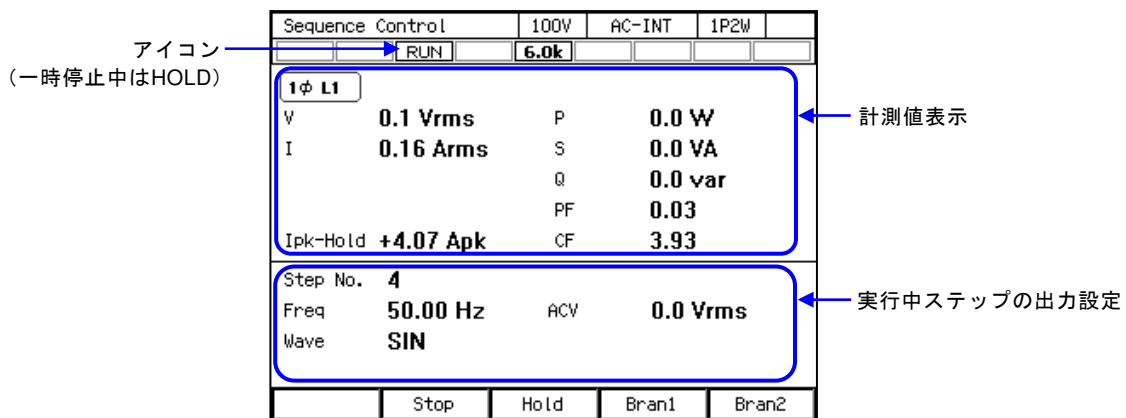 Sequence Control 100V AC-INT 1P2W
アイコン RUN 6.0k
（一時停止中はHOLD）
1φ L1
V 0.1 Vrms P 0.0 W 計測値表示
I 0.16 Arms S 0.0 VA
Q 0.0 var
PF 0.03
Ipk-Hold +4.07 Apk CF 3.93
Step No. 4
Freq 50.00 Hz ACV 0.0 Vrms 実行中ステップの出力設定
Wave SIN
Stop Hold Bran1 Bran2